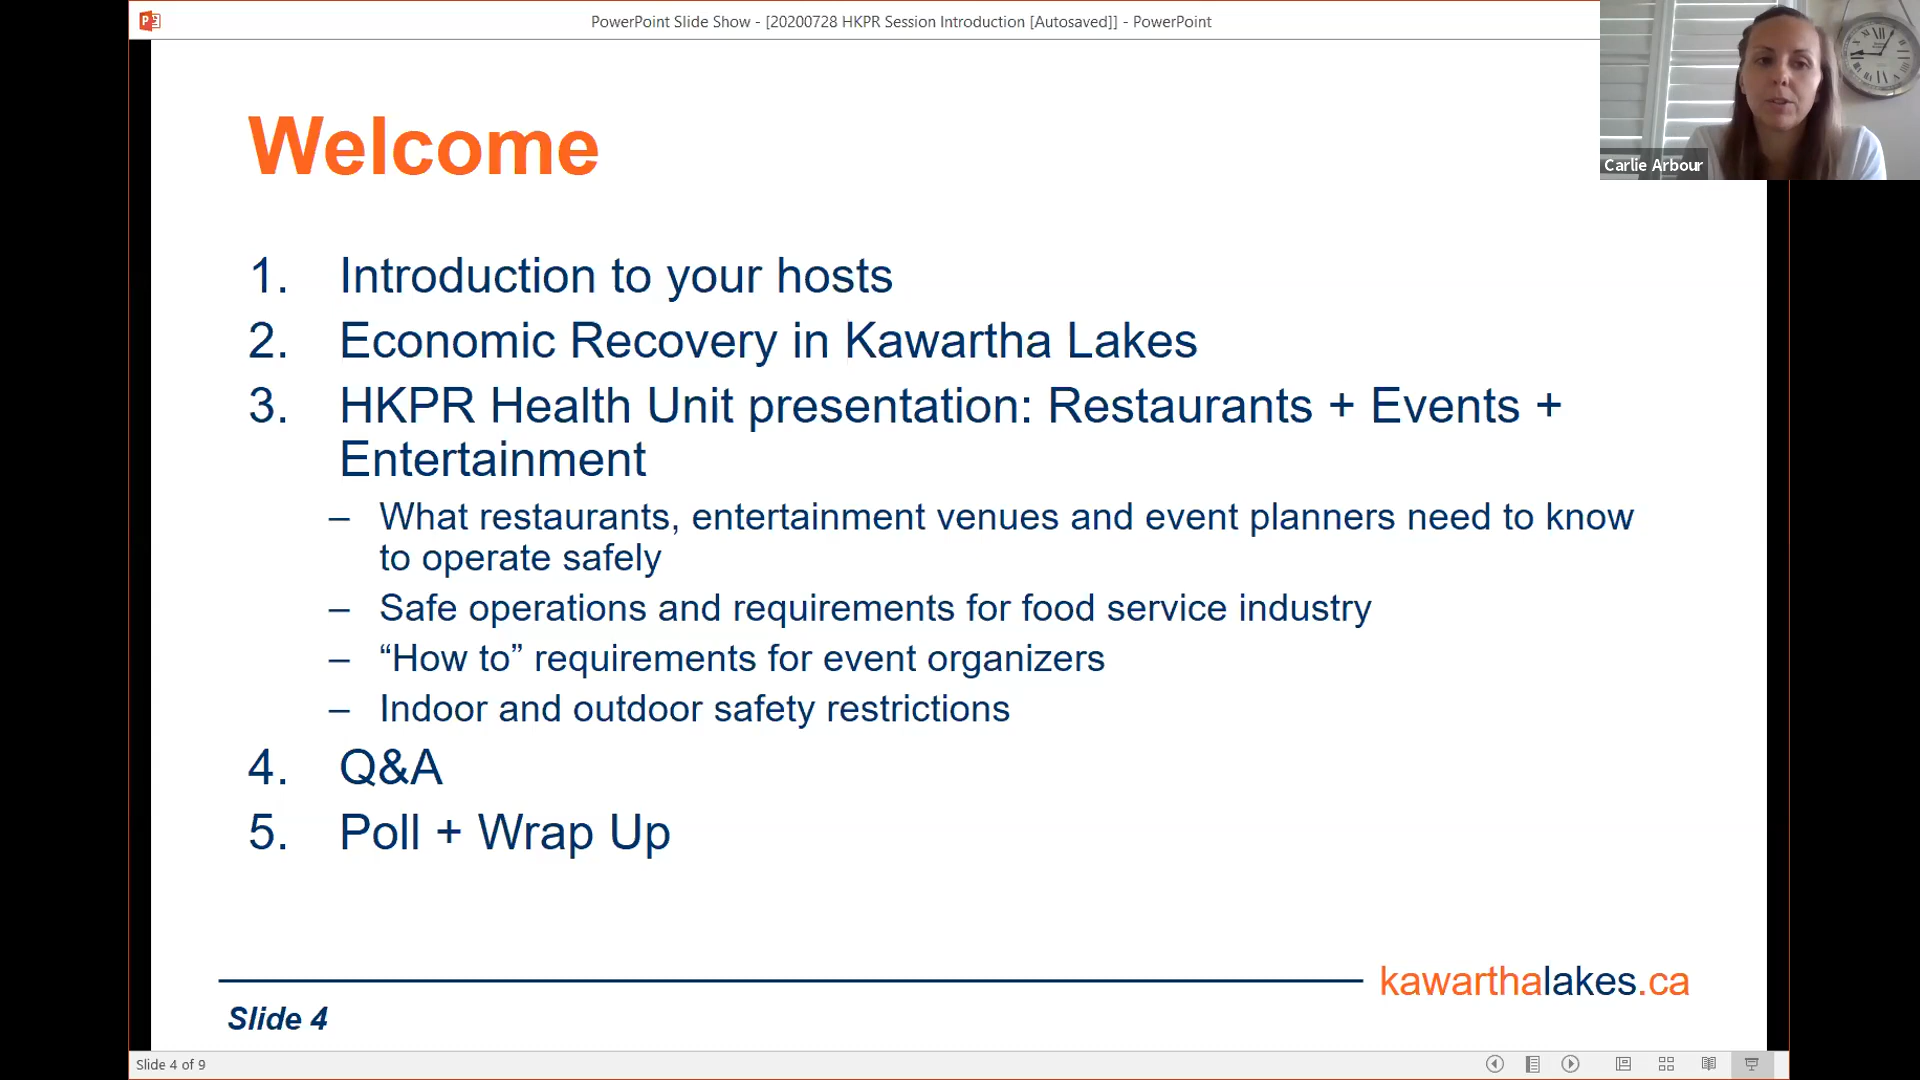 PowerPoint Slide Show - [20200728 HKPR Session Introduction [Autosaved]] - PowerPoint
Carlie Arbour
Welcome
1. Introduction to your hosts
2. Economic Recovery in Kawartha Lakes
3. HKPR Health Unit presentation: Restaurants + Events +
Entertainment
– What restaurants, entertainment venues and event planners need to know
to operate safely
– Safe operations and requirements for food service industry
– “How to” requirements for event organizers
– Indoor and outdoor safety restrictions
4. Q&A
5. Poll + Wrap Up
kawarthalakes.ca
Slide 4
Slide 4 of 9